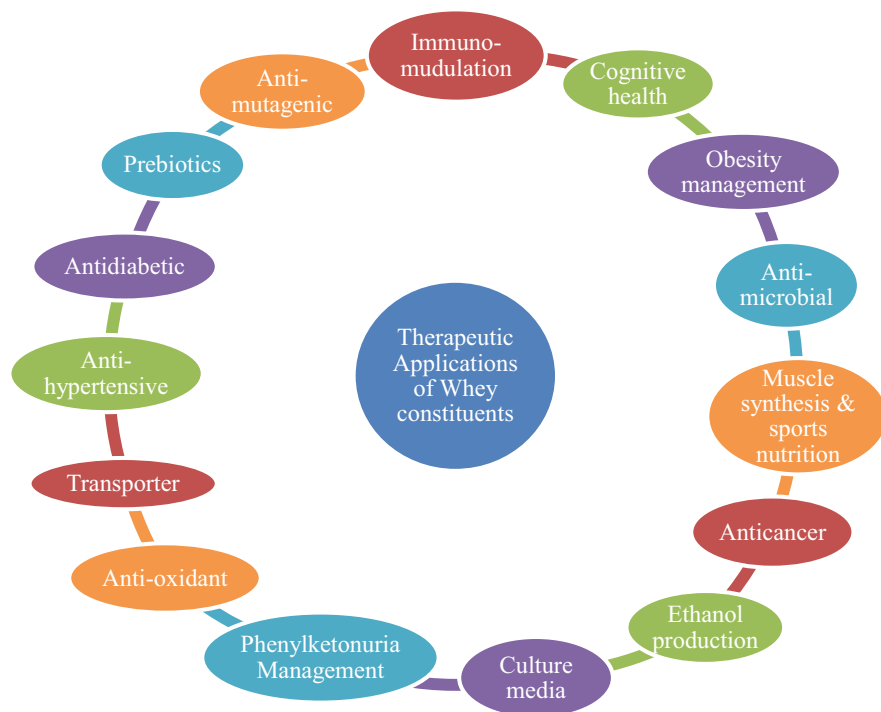 Immuno-
mudulation
Cognitive
health
Obesity
management
Anti-
microbial
Muscle
synthesis &
sports
nutrition
Anticancer
Ethanol
production
Culture
media
Phenylketonuria
Management
Anti-oxidant
Transporter
Anti-
hypertensive
Antidiabetic
Prebiotics
Anti-
mutagenic
Therapeutic
Applications
of Whey
constituents